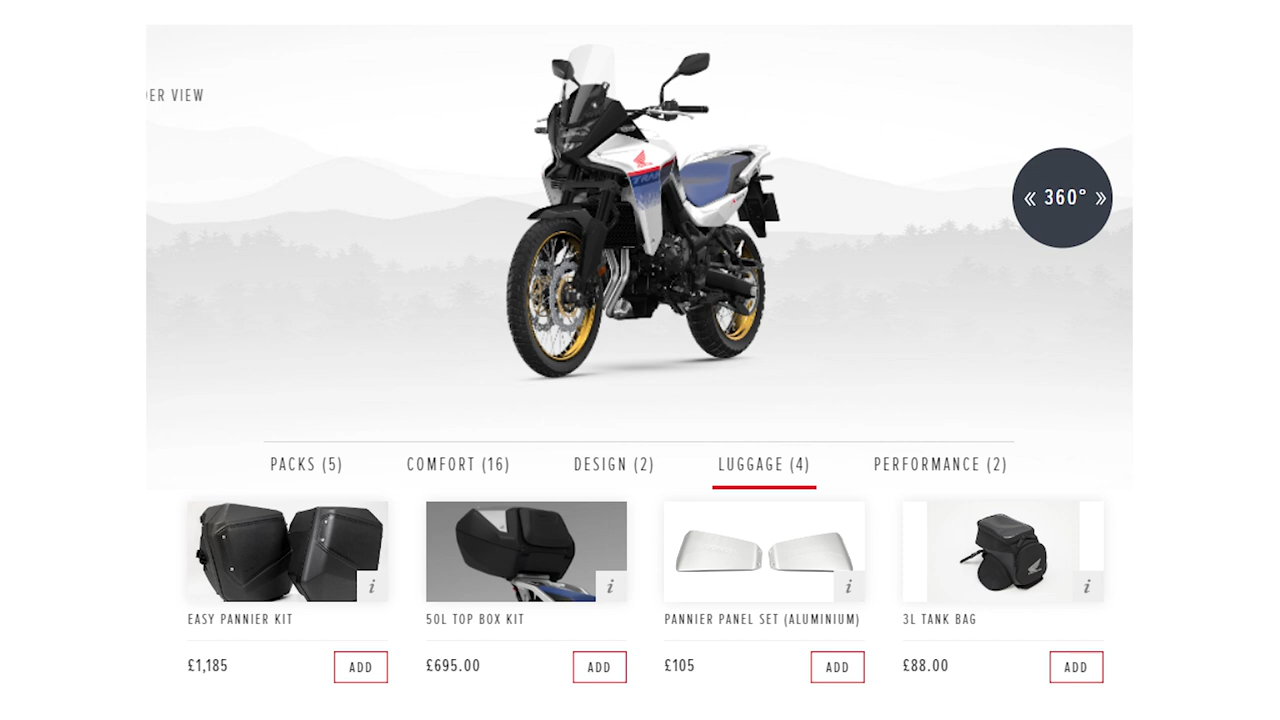 DER VIEW
« 360° »
PACKS (5) COMFORT (16) DESIGN (2) LUGGAGE (4) PERFORMANCE (2)
i i i i
EASY PANNIER KIT 50L TOP BOX KIT PANNIER PANEL SET (ALUMINIUM) 3L TANK BAG
£1,185 ADD £695.00 ADD £105 ADD £88.00 ADD